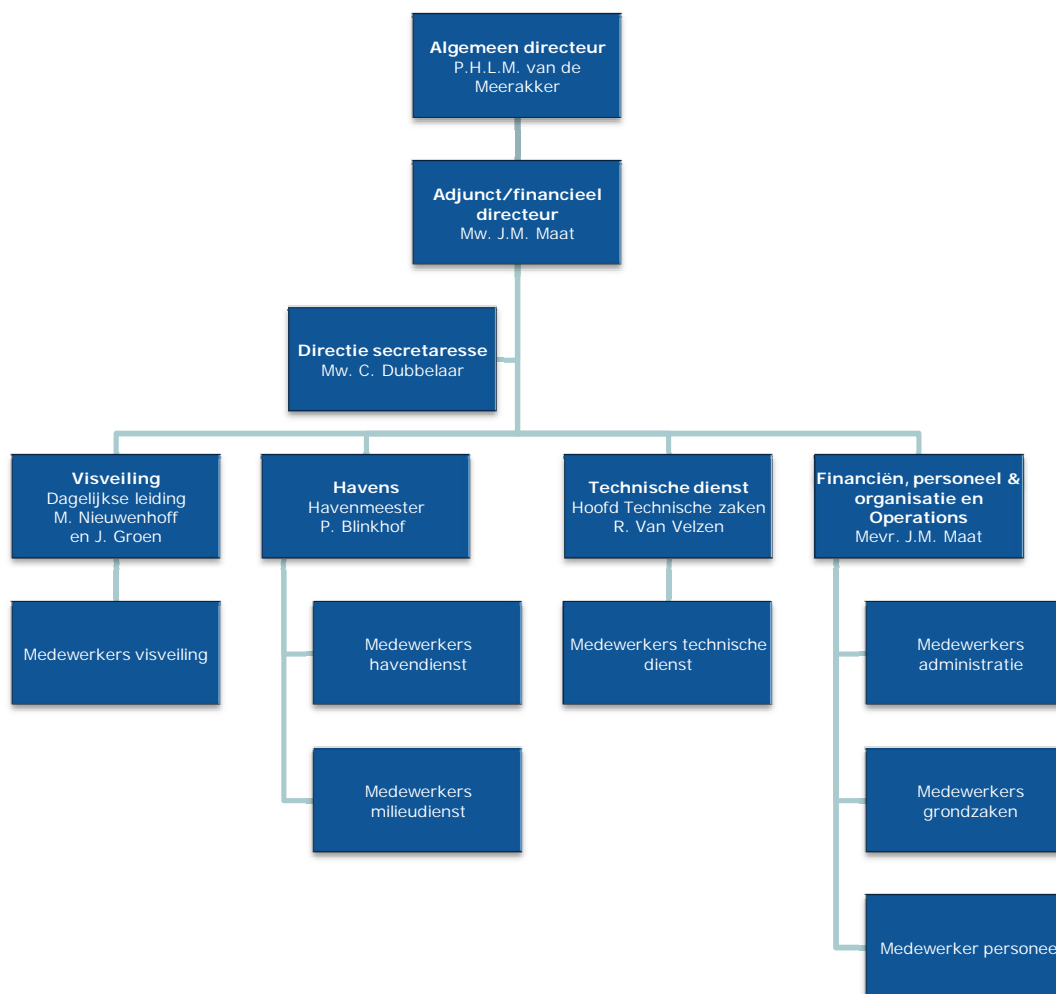 Algemeen directeur
P.H.L.M. van de
Meerakker
Adjunct/financieel
directeur
Mw. J.M. Maat
Directie secretaresse
Mw. C. Dubbelaar
Visveiling
Dagelijkse leiding
M. Nieuwenhoff
en J. Groen
Havens
Havenmeester
P. Blinkhof
Technische dienst
Hoofd Technische zaken
R. Van Velzen
Financiën, personeel &
organisatie en
Operations
Mevr. J.M. Maat
Medewerkers visveiling
Medewerkers
havendienst
Medewerkers technische
dienst
Medewerkers
administratie
Medewerkers
milieudienst
Medewerkers
grondzaken
Medewerker personee